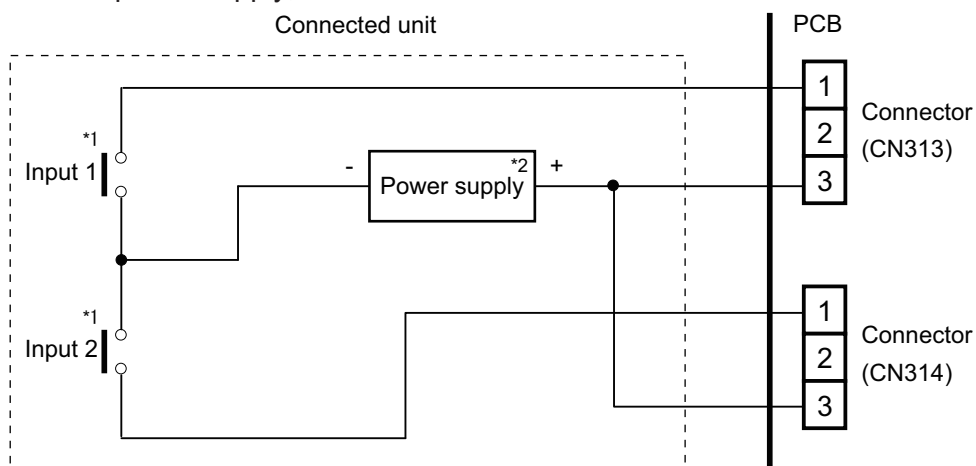 Connected unit
PCB
1
Connector
2
(CN313)
3
*1
Input 1
- Power supply *2 +
*1
Input 2
1
Connector
2
(CN314)
3